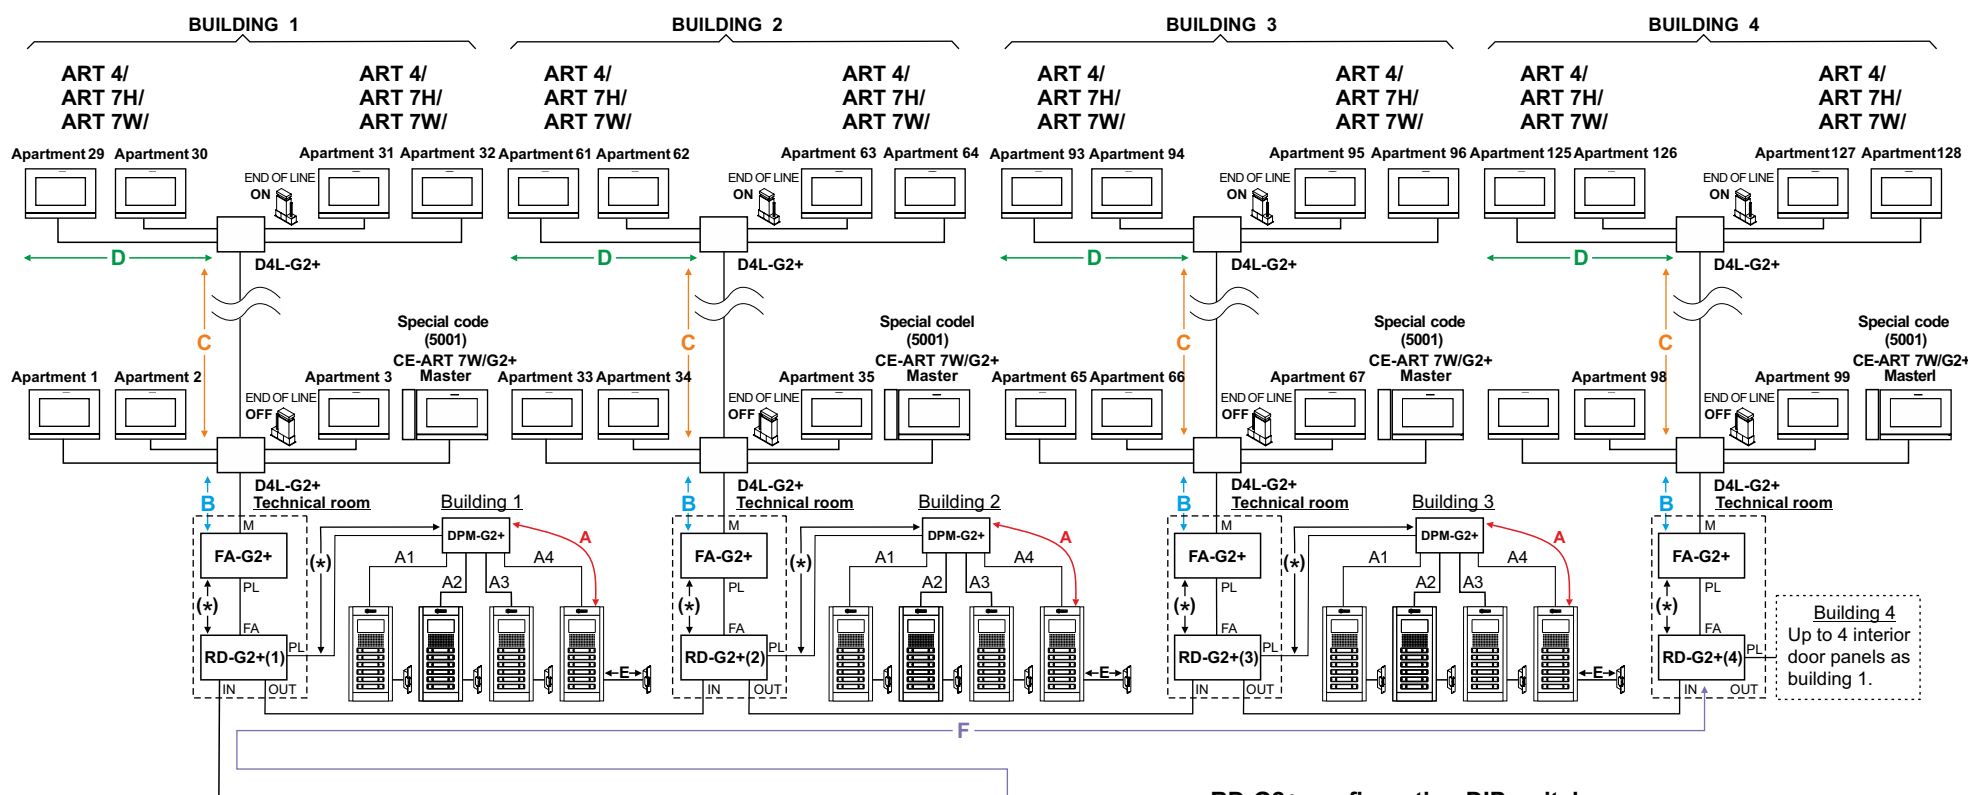 BUILDING 1
BUILDING 2
BUILDING 3
BUILDING 4
ART 4/
ART 7H/
ART 7W/
ART 4/
ART 7H/
ART 7W/
ART 4/
ART 7H/
ART 7W/
ART 4/
ART 7H/
ART 7W/
ART 4/
ART 7H/
ART 7W/
ART 4/
ART 7H/
ART 7W/
ART 4/
ART 7H/
ART 7W/
ART 4/
ART 7H/
ART 7W/
Apartment 29
Apartment 30
Apartment 31
Apartment 32
Apartment 61
Apartment 62
Apartment 63
Apartment 64
Apartment 93
Apartment 94
Apartment 95
Apartment 96
Apartment 125
Apartment 126
Apartment127
Apartment128
END OF LINE
ON
END OF LINE
ON
END OF LINE
ON
END OF LINE
ON
D
D
D
D
D4L-G2+
D4L-G2+
D4L-G2+
D4L-G2+
C
C
C
C
Special code
(5001)
CE-ART 7W/G2+
Master
Special codel
(5001)
CE-ART 7W/G2+
Master
Special code
(5001)
CE-ART 7W/G2+
Master
Special code
(5001)
CE-ART 7W/G2+
Masterl
Apartment 1
Apartment 2
Apartment 3
Apartment 33
Apartment 34
Apartment 35
Apartment 65
Apartment 66
Apartment 67
Apartment 98
Apartment 99
END OF LINE
OFF
END OF LINE
OFF
END OF LINE
OFF
END OF LINE
OFF
D4L-G2+
Technical room
D4L-G2+
Technical room
D4L-G2+
Technical room
D4L-G2+
Technical room
B
B
B
B
Building 1
Building 2
Building 3
M
M
M
M
FA-G2+
FA-G2+
FA-G2+
FA-G2+
DPM-G2+
DPM-G2+
DPM-G2+
A
A
A
A1
A2
A3
A4
A1
A2
A3
A4
A1
A2
A3
A4
(*)
(*)
(*)
PL
PL
PL
PL
(*)
(*)
(*)
(*)
FA
FA
FA
FA
RD-G2+(1)
RD-G2+(2)
RD-G2+(3)
RD-G2+(4)
PL
PL
PL
PL
E
E
E
IN
OUT
IN
OUT
IN
OUT
IN
OUT
Building 4
Up to 4 interior
door panels as
building 1.
F